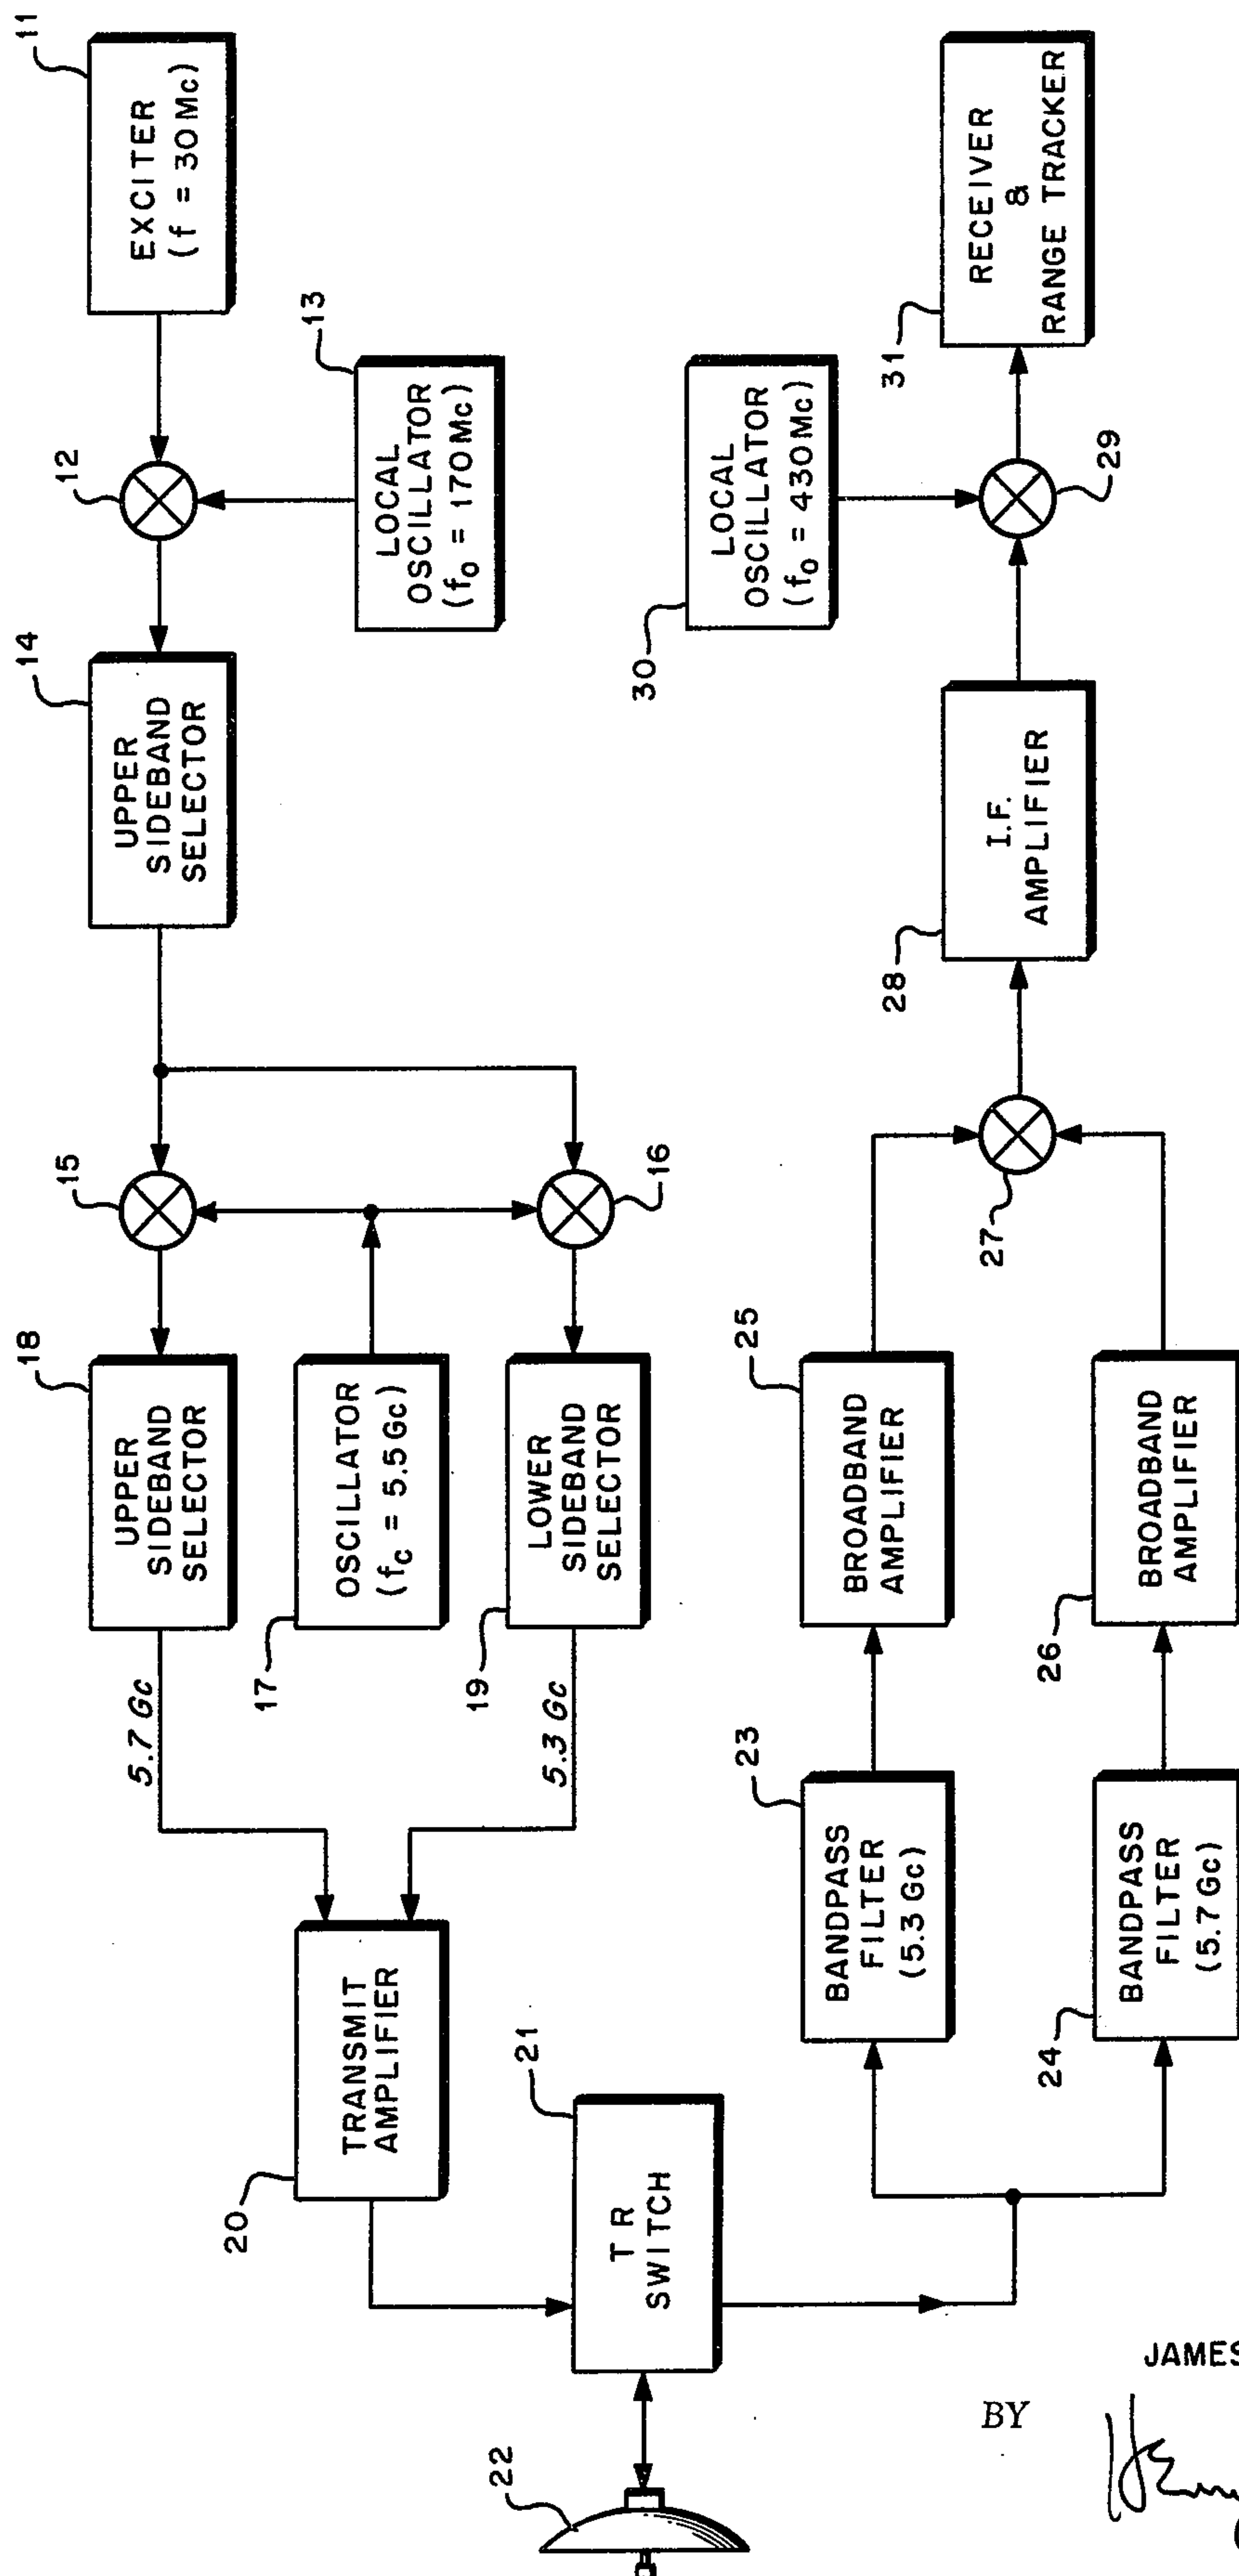 11
EXCITER
(f = 30 Mc)
12
13
LOCAL
OSCILLATOR
(fo = 170 Mc)
14
UPPER
SIDEBAND
SELECTOR
15
16
18
UPPER
SIDEBAND
SELECTOR
17
OSCILLATOR
(fc = 5.5 Gc)
19
LOWER
SIDEBAND
SELECTOR
5.7 Gc
5.3 Gc
20
TRANSMIT
AMPLIFIER
21
T R
SWITCH
22
23
BANDPASS
FILTER
(5.3 Gc)
24
BANDPASS
FILTER
(5.7 Gc)
25
BROADBAND
AMPLIFIER
26
BROADBAND
AMPLIFIER
27
28
I.F.
AMPLIFIER
29
30
LOCAL
OSCILLATOR
(fo = 430 Mc)
31
RECEIVER
&
RANGE TRACKER
JAMES
BY